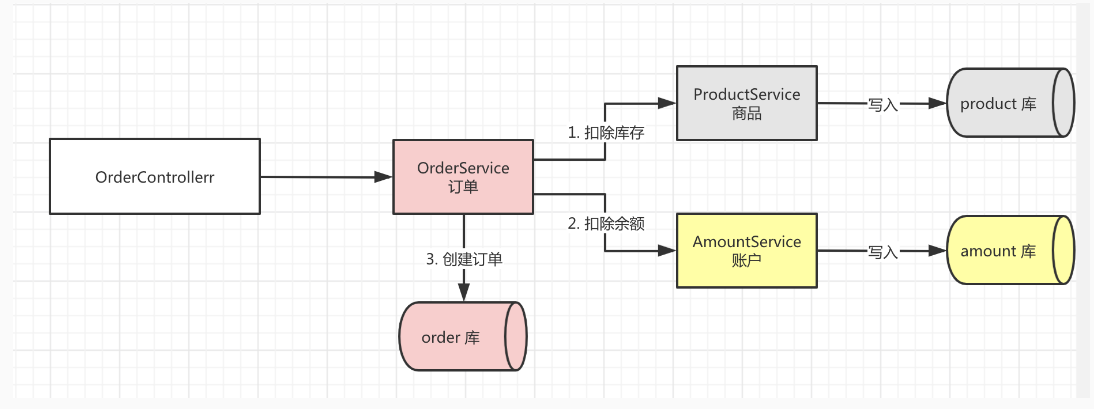 OrderControllerr
OrderService
订单
1. 扣除库存
ProductService
商品
写入
product 库
2. 扣除余额
AmountService
账户
写入
amount 库
3. 创建订单
order 库